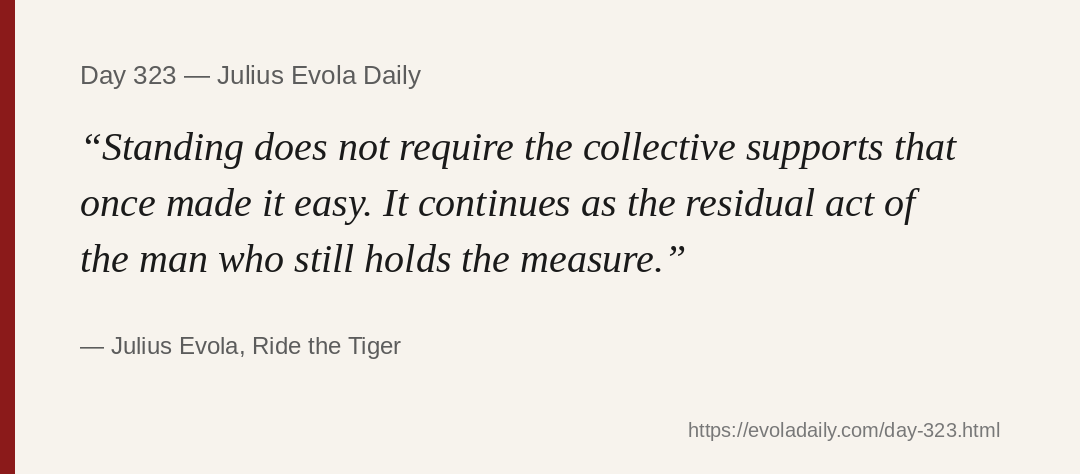 Day 323 — Julius Evola Daily
“Standing does not require the collective supports that
once made it easy. It continues as the residual act of
the man who still holds the measure.”
— Julius Evola, Ride the Tiger
https://evoladaily.com/day-323.html